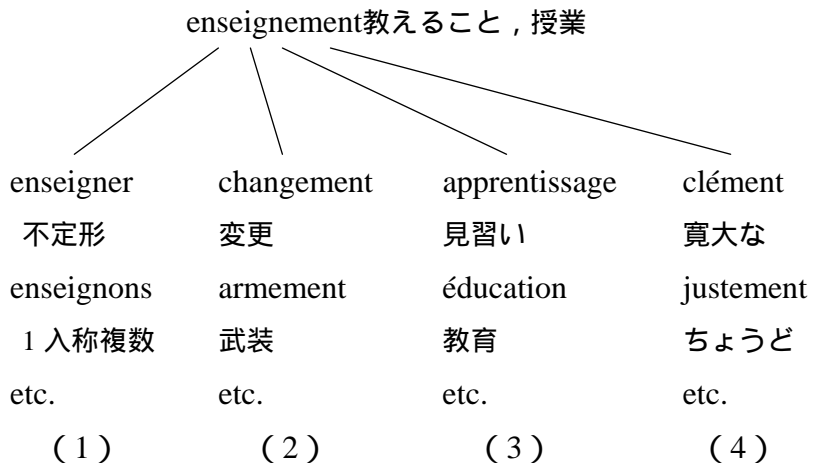 enseignement教えること , 授業
enseigner changement apprentissage clément
不定形 変更 見習い 寛大な
enseignons armement éducation justement
1 入称複数 武装 教育 ちょうど
etc. etc. etc. etc.
( 1 ) ( 2 ) ( 3 ) ( 4 )